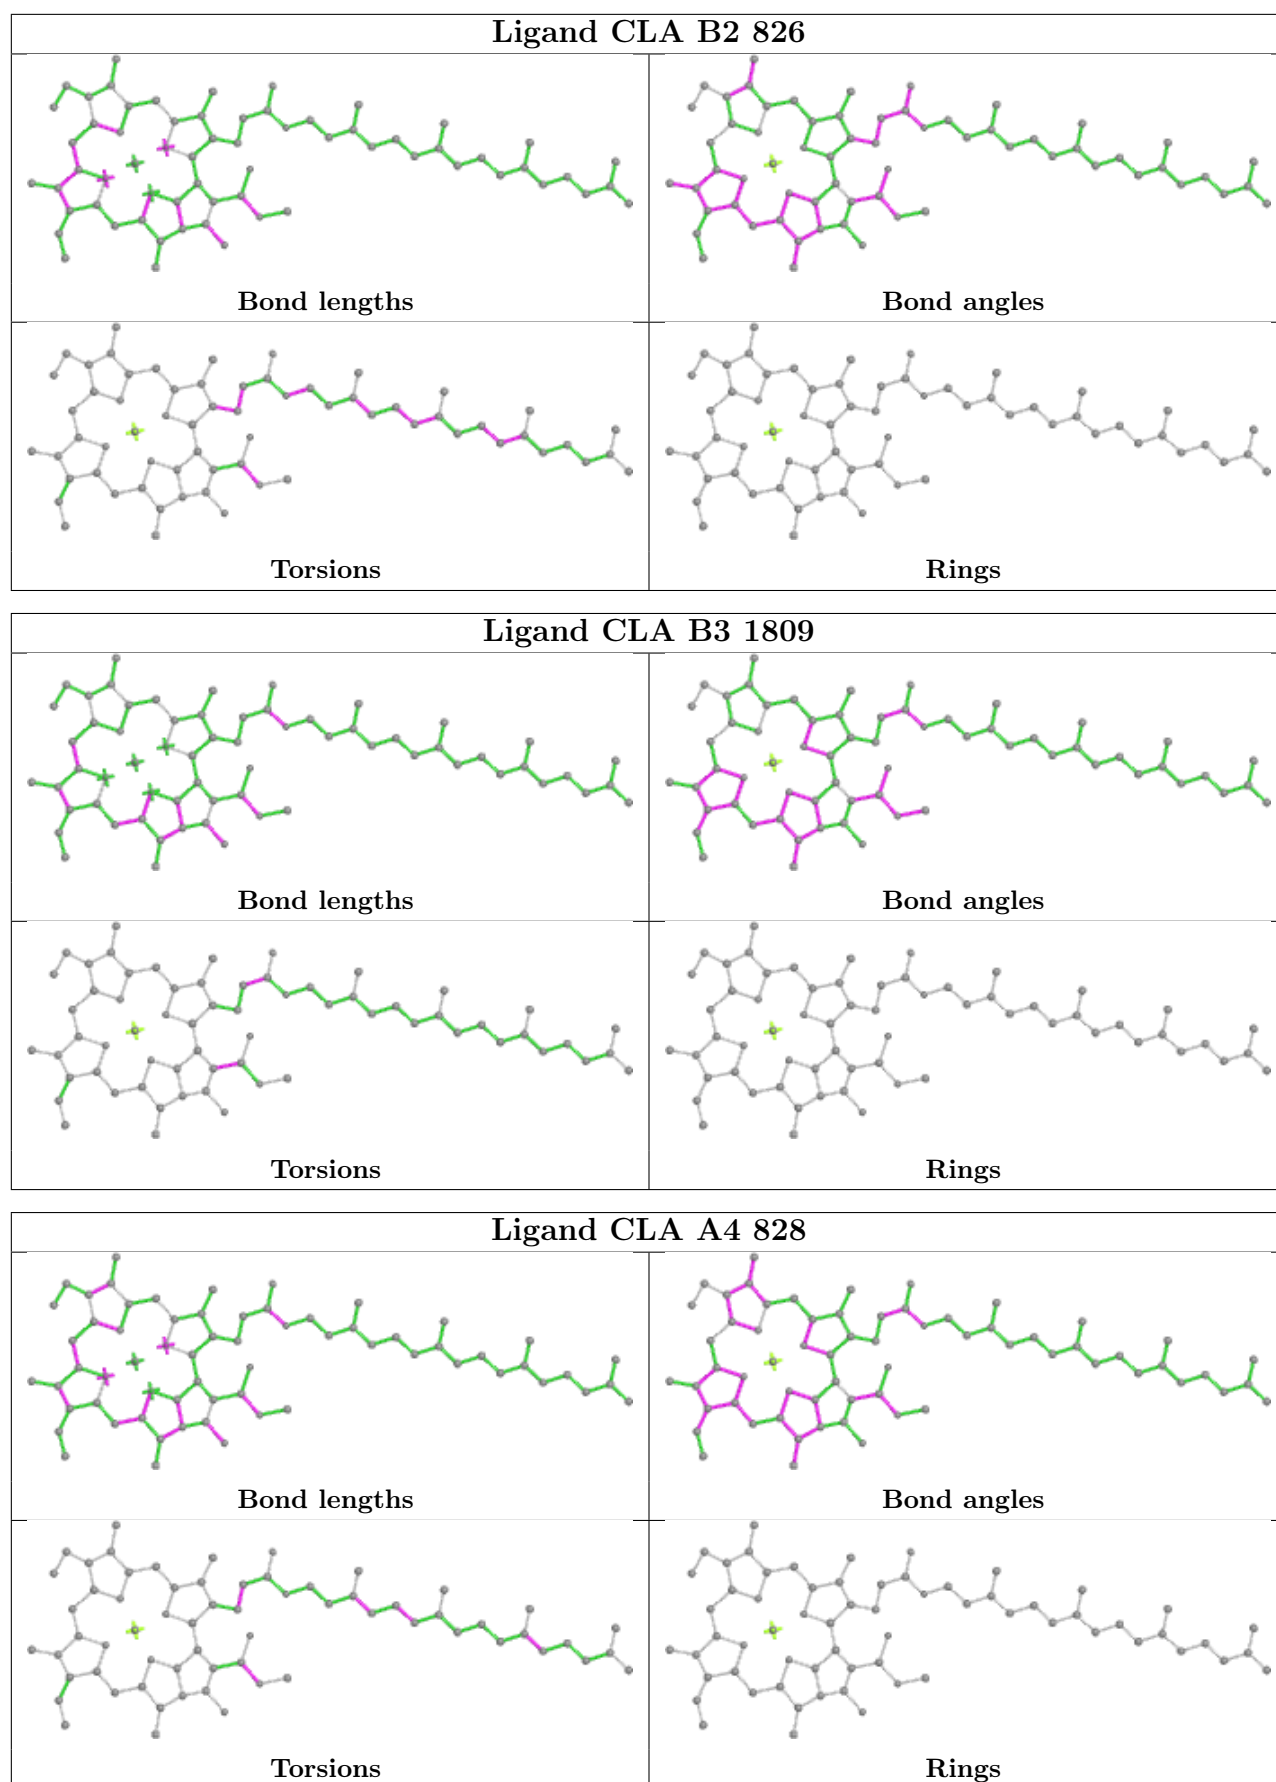 Ligand CLA B2 826
Bond lengths
Bond angles
Torsions
Rings
Ligand CLA B3 1809
Bond lengths
Bond angles
Torsions
Rings
Ligand CLA A4 828
Bond lengths
Bond angles
Torsions
Rings